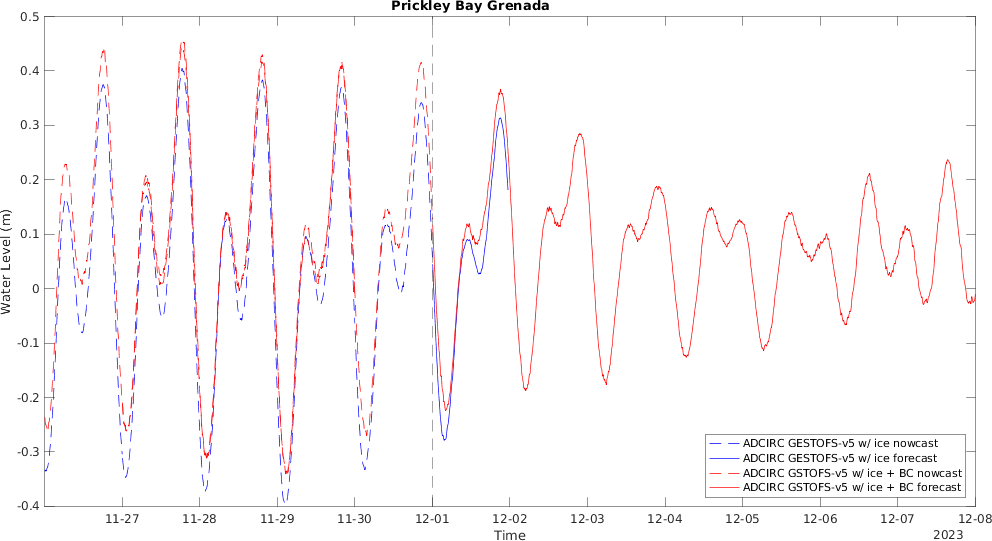 Prickley Bay Grenada
0.5
0.4
0.3
0.2
0.1
0
-0.1
-0.2
-0.3
-0.4
Water Level (m)
ADCIRC GESTOFS-v5 w/ ice nowcast
ADCIRC GESTOFS-v5 w/ ice forecast
ADCIRC GSTOFS-v5 w/ ice + BC nowcast
ADCIRC GSTOFS-v5 w/ ice + BC forecast
11-27 11-28 11-29 11-30 12-01 12-02 12-03 12-04 12-05 12-06 12-07 12-08
Time
2023